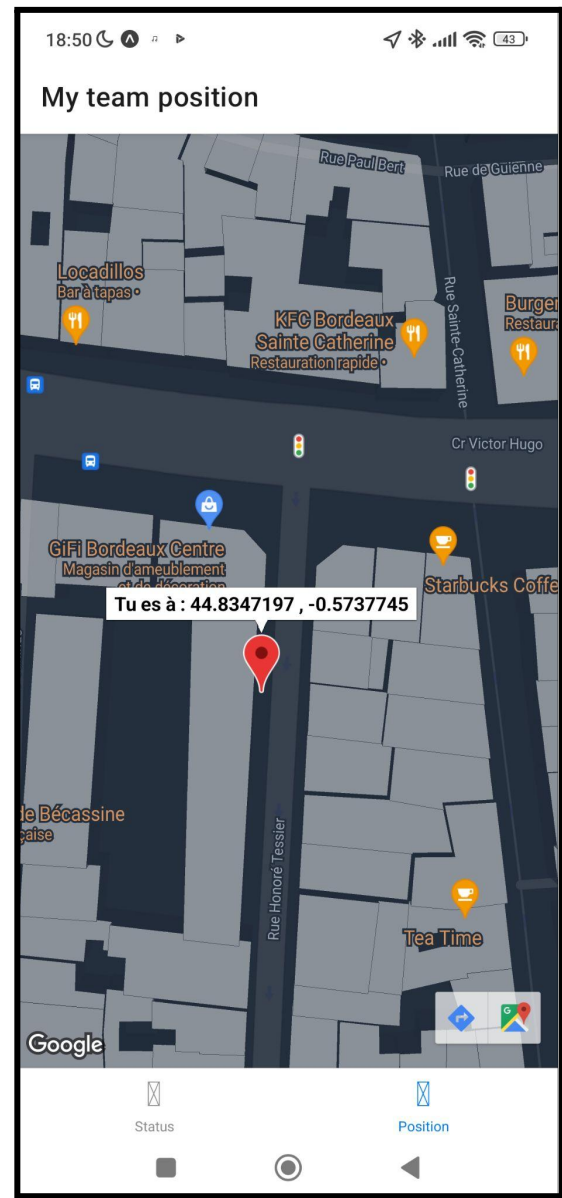 18:50
43
My team position
Rue Paul Bert
Rue de Guienne
Locadillos
Bar à tapas •
Rue Sainte-Catherine
KFC Bordeaux
Sainte Catherine
Restauration rapide •
Burger
Restaura
Cr Victor Hugo
GiFi Bordeaux Centre
Magasin d'ameublement
et de décoration
Starbucks Coffe
Tu es à : 44.8347197 , -0.5737745
de Bécassine
çaise
Rue Honoré Tessier
Tea Time
Google
Status
Position